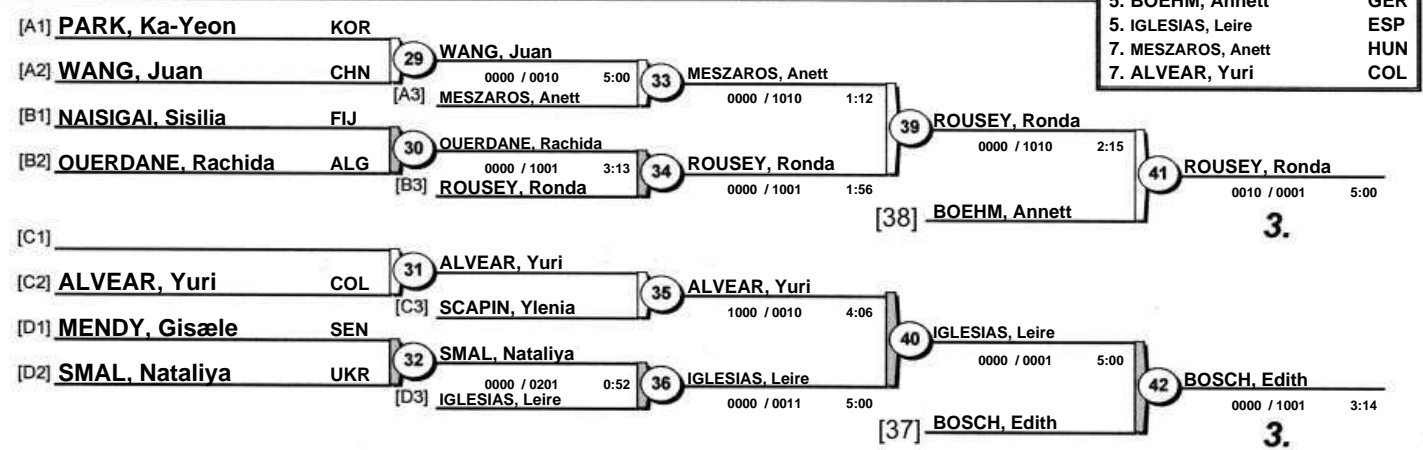 5. BOEHM, Annett GER
5. IGLESIAS, Leire ESP
7. MESZAROS, Anett HUN
7. ALVEAR, Yuri COL
[A1] PARK, Ka-Yeon KOR
29 WANG, Juan
[A2] WANG, Juan CHN
0000 / 0010 5:00
33 MESZAROS, Anett
[A3] MESZAROS, Anett
0000 / 1010 1:12
[B1] NAISIGAI, Sisilia FIJ
39 ROUSEY, Ronda
30 OUERDANE, Rachida
0000 / 1010 2:15
[B2] OUERDANE, Rachida ALG
0000 / 1001 3:13
34 ROUSEY, Ronda
41 ROUSEY, Ronda
[B3] ROUSEY, Ronda
0000 / 1001 1:56
0010 / 0001 5:00
[38] BOEHM, Annett
3.
[C1]
31 ALVEAR, Yuri
[C2] ALVEAR, Yuri COL
35 ALVEAR, Yuri
[C3] SCAPIN, Ylenia
1000 / 0010 4:06
[D1] MENDY, Gisæle SEN
40 IGLESIAS, Leire
32 SMAL, Nataliya
0000 / 0001 5:00
[D2] SMAL, Nataliya UKR
0000 / 0201 0:52
36 IGLESIAS, Leire
42 BOSCH, Edith
[D3] IGLESIAS, Leire
0000 / 0011 5:00
0000 / 1001 3:14
[37] BOSCH, Edith
3.